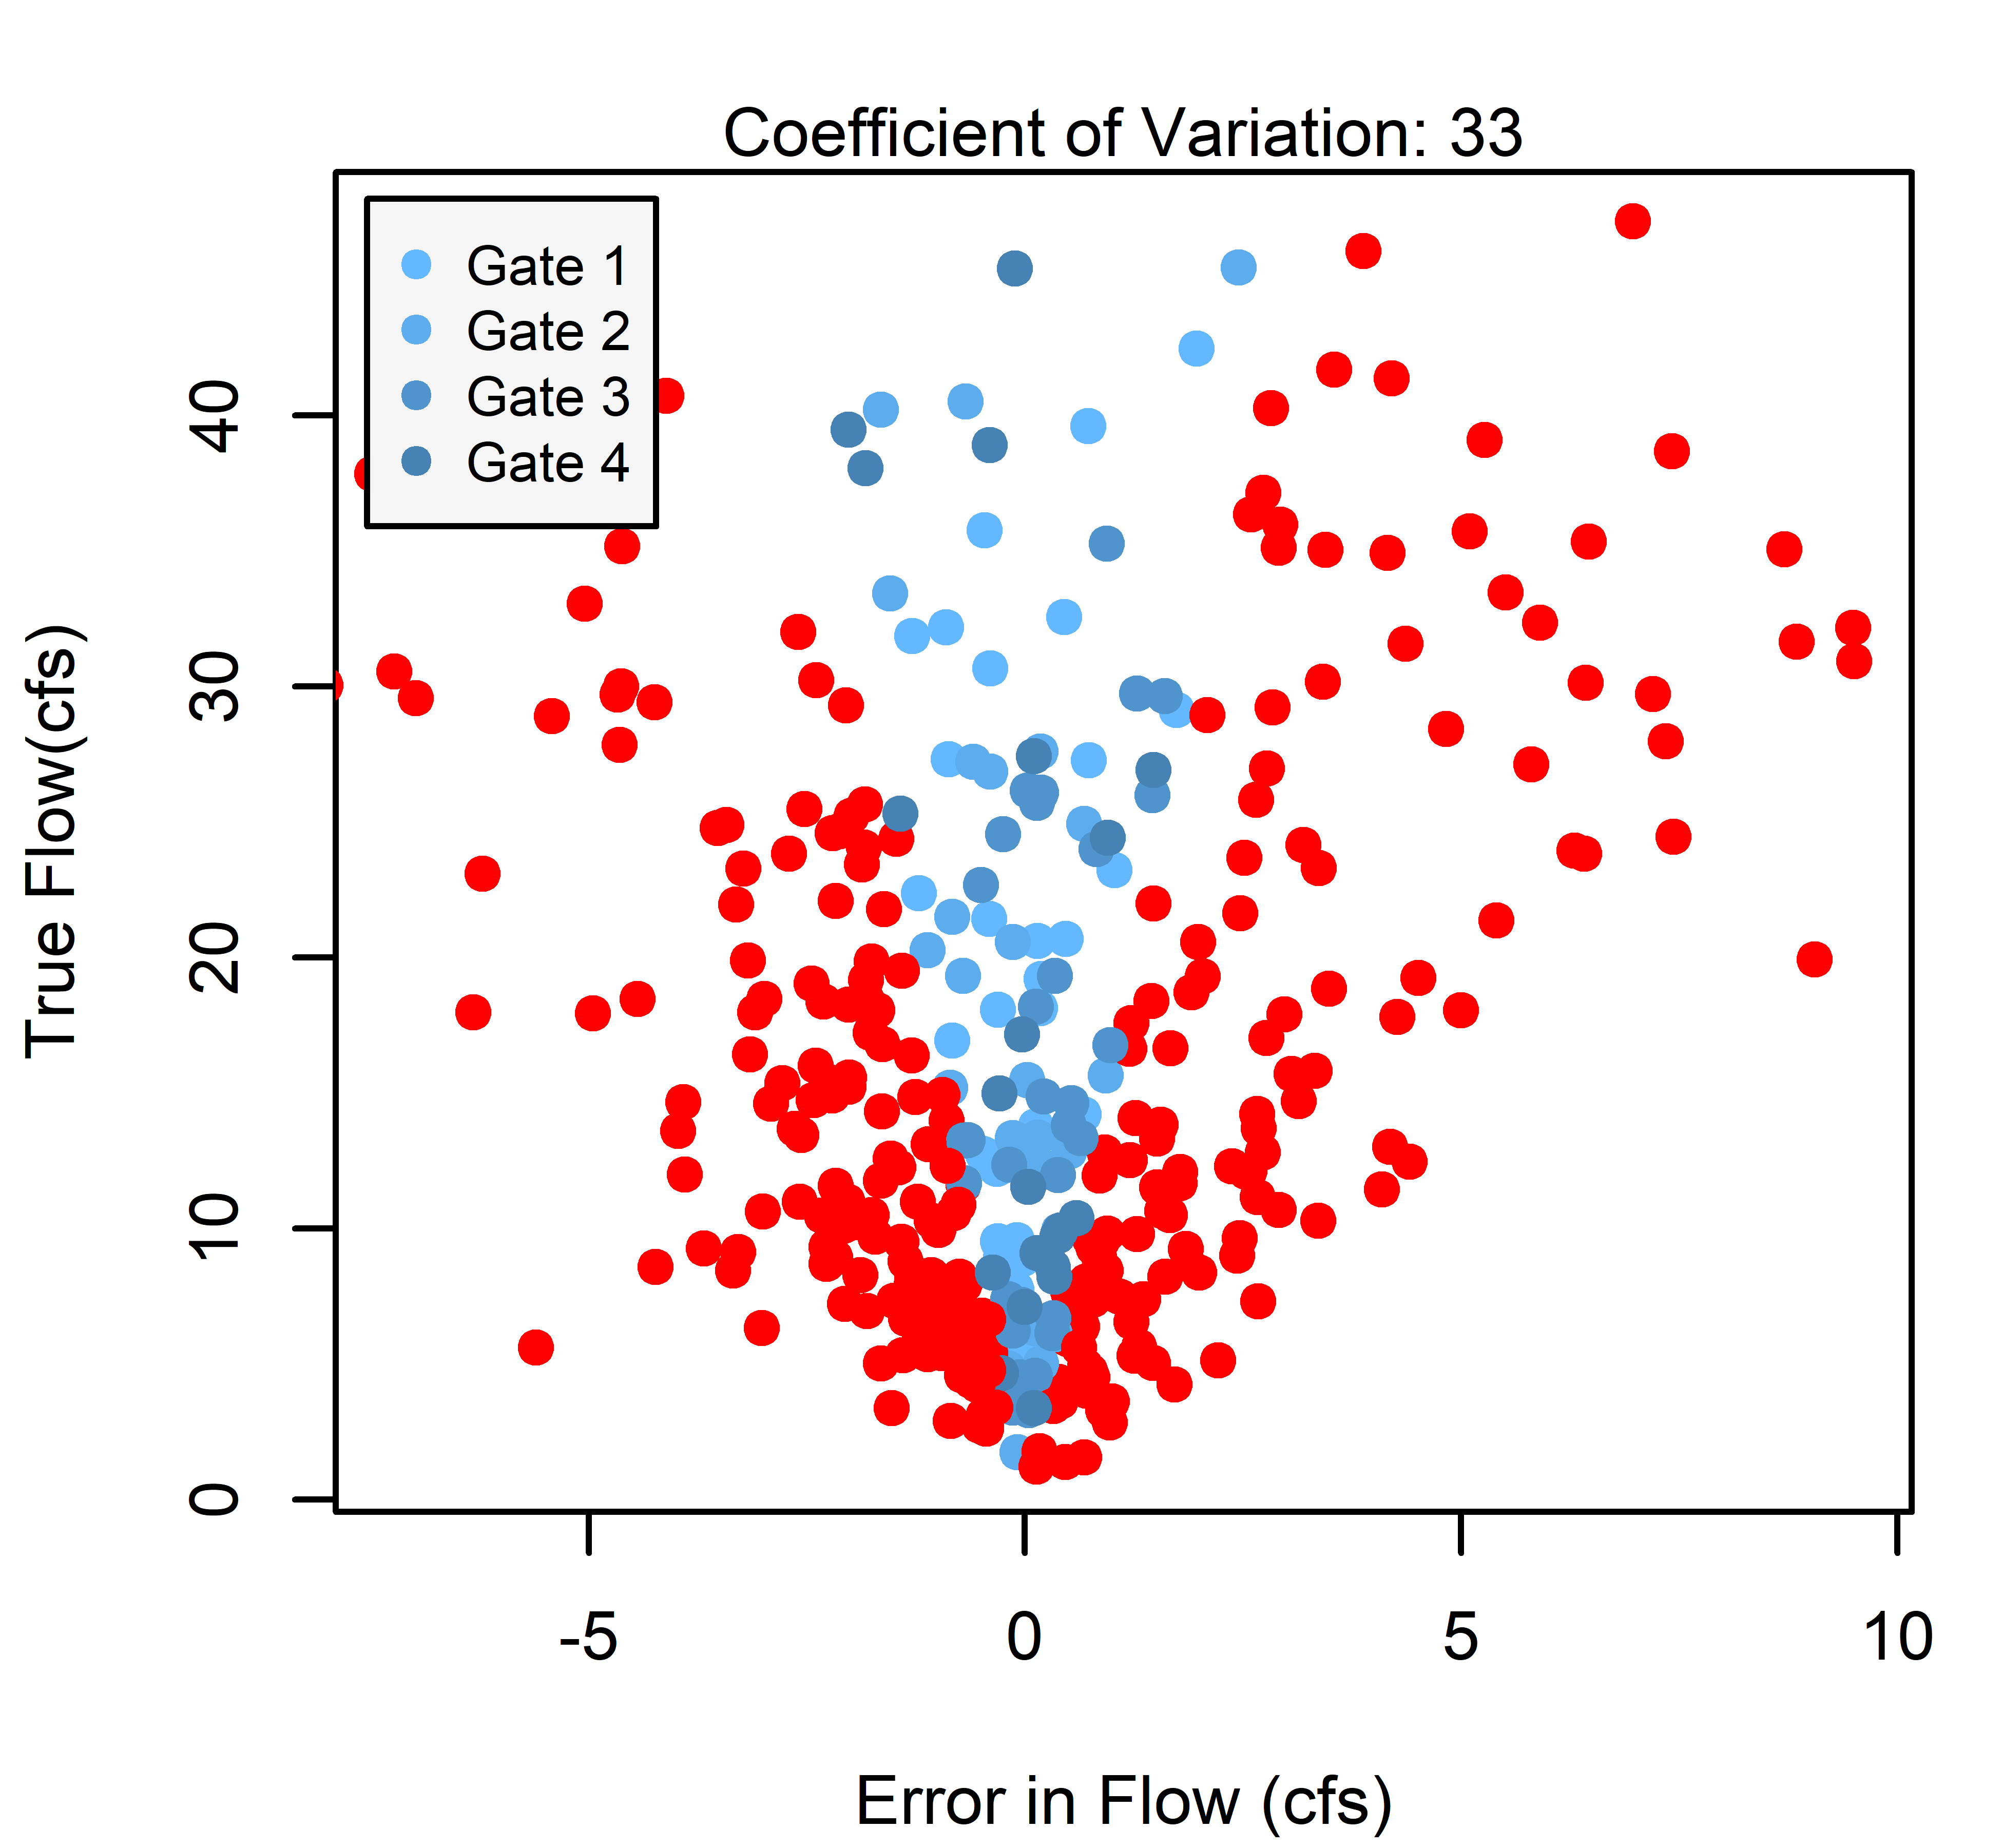 Coefficient of Variation: 33
Gate 1
Gate 2
Gate 3
Gate 4
True Flow(cfs)
40
30
20
10
0
-5 0 5 10
Error in Flow (cfs)